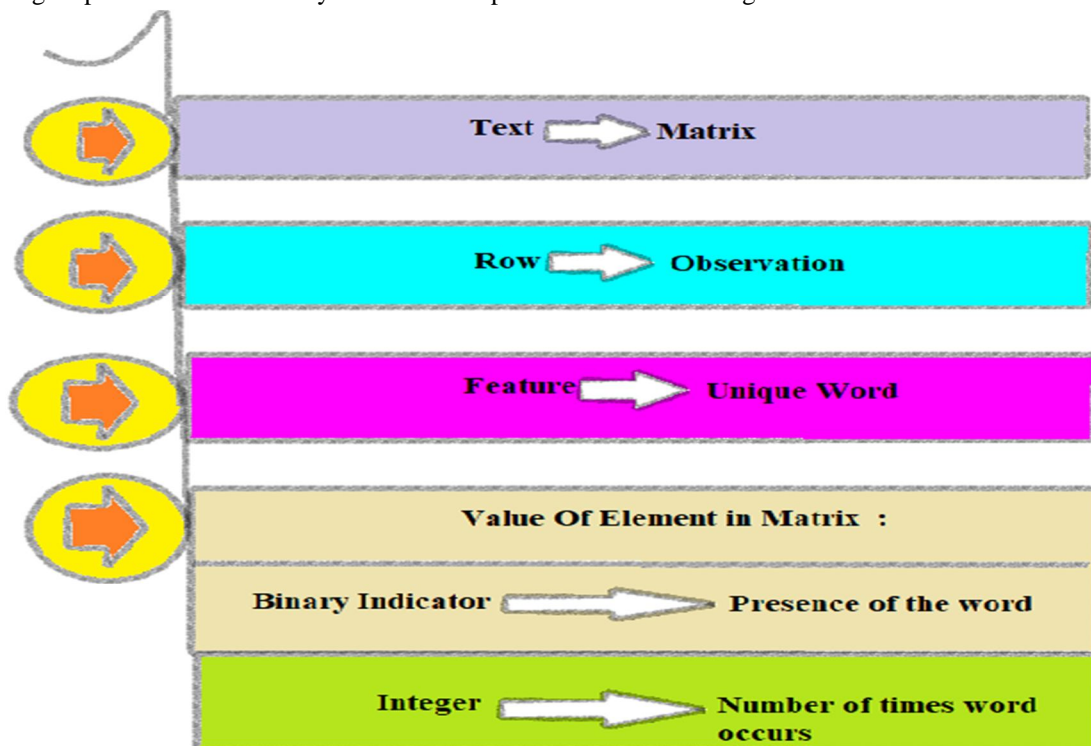 Text Matrix
Row Observation
Feature Unique Word
Value Of Element in Matrix :
Binary Indicator Presence of the word
Integer Number of times word
occurs